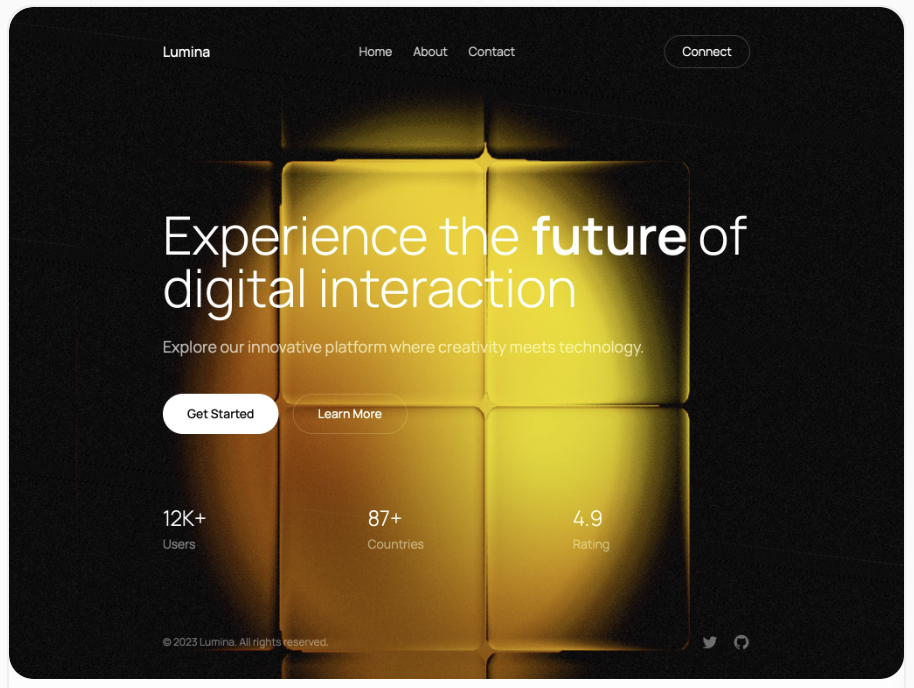 Lumina
Home About Contact
Connect
Experience the future of
digital interaction
Explore our innovative platform where creativity meets technology.
Get Started
Learn More
12K+
Users
87+
Countries
4.9
Rating
© 2023 Lumina. All rights reserved.